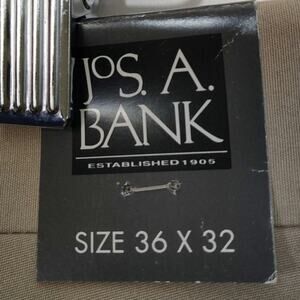 JoS. A.
BANK
ESTABLISHED 1905
SIZE 36 X 32